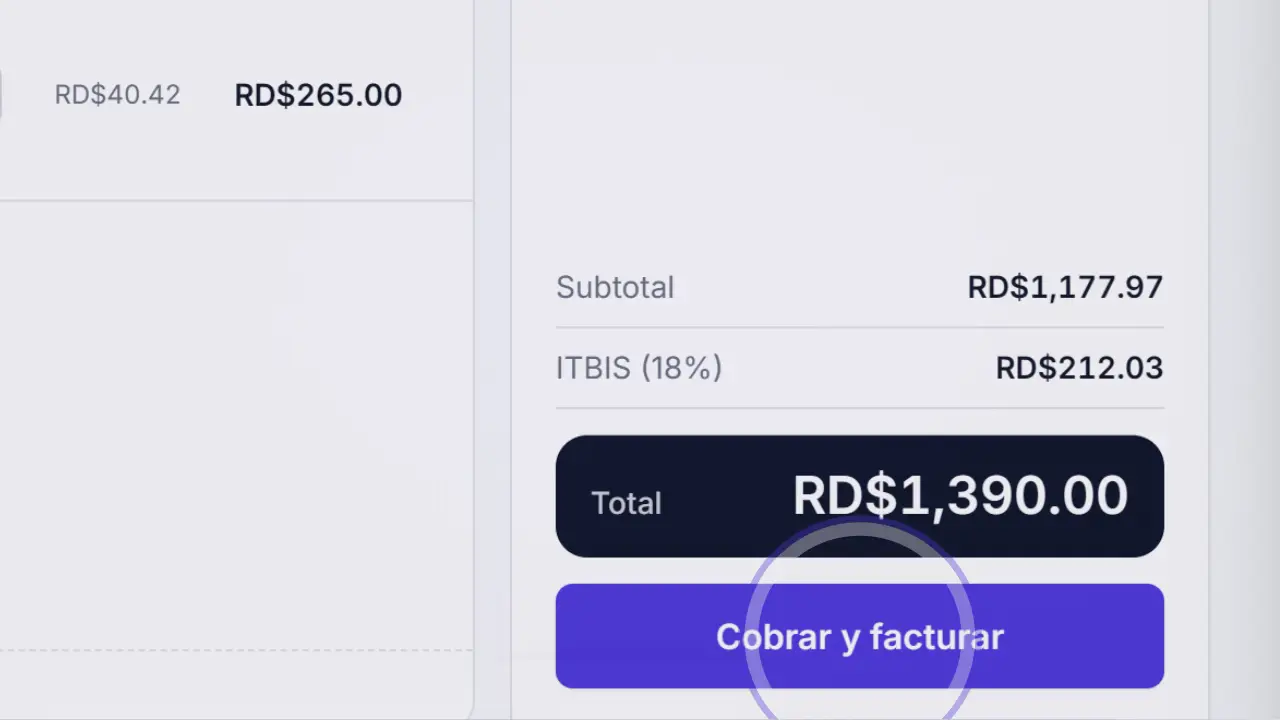 RD$40.42 RD$265.00
Subtotal RD$1,177.97
ITBIS (18%) RD$212.03
Total RD$1,390.00
Cobrar y facturar